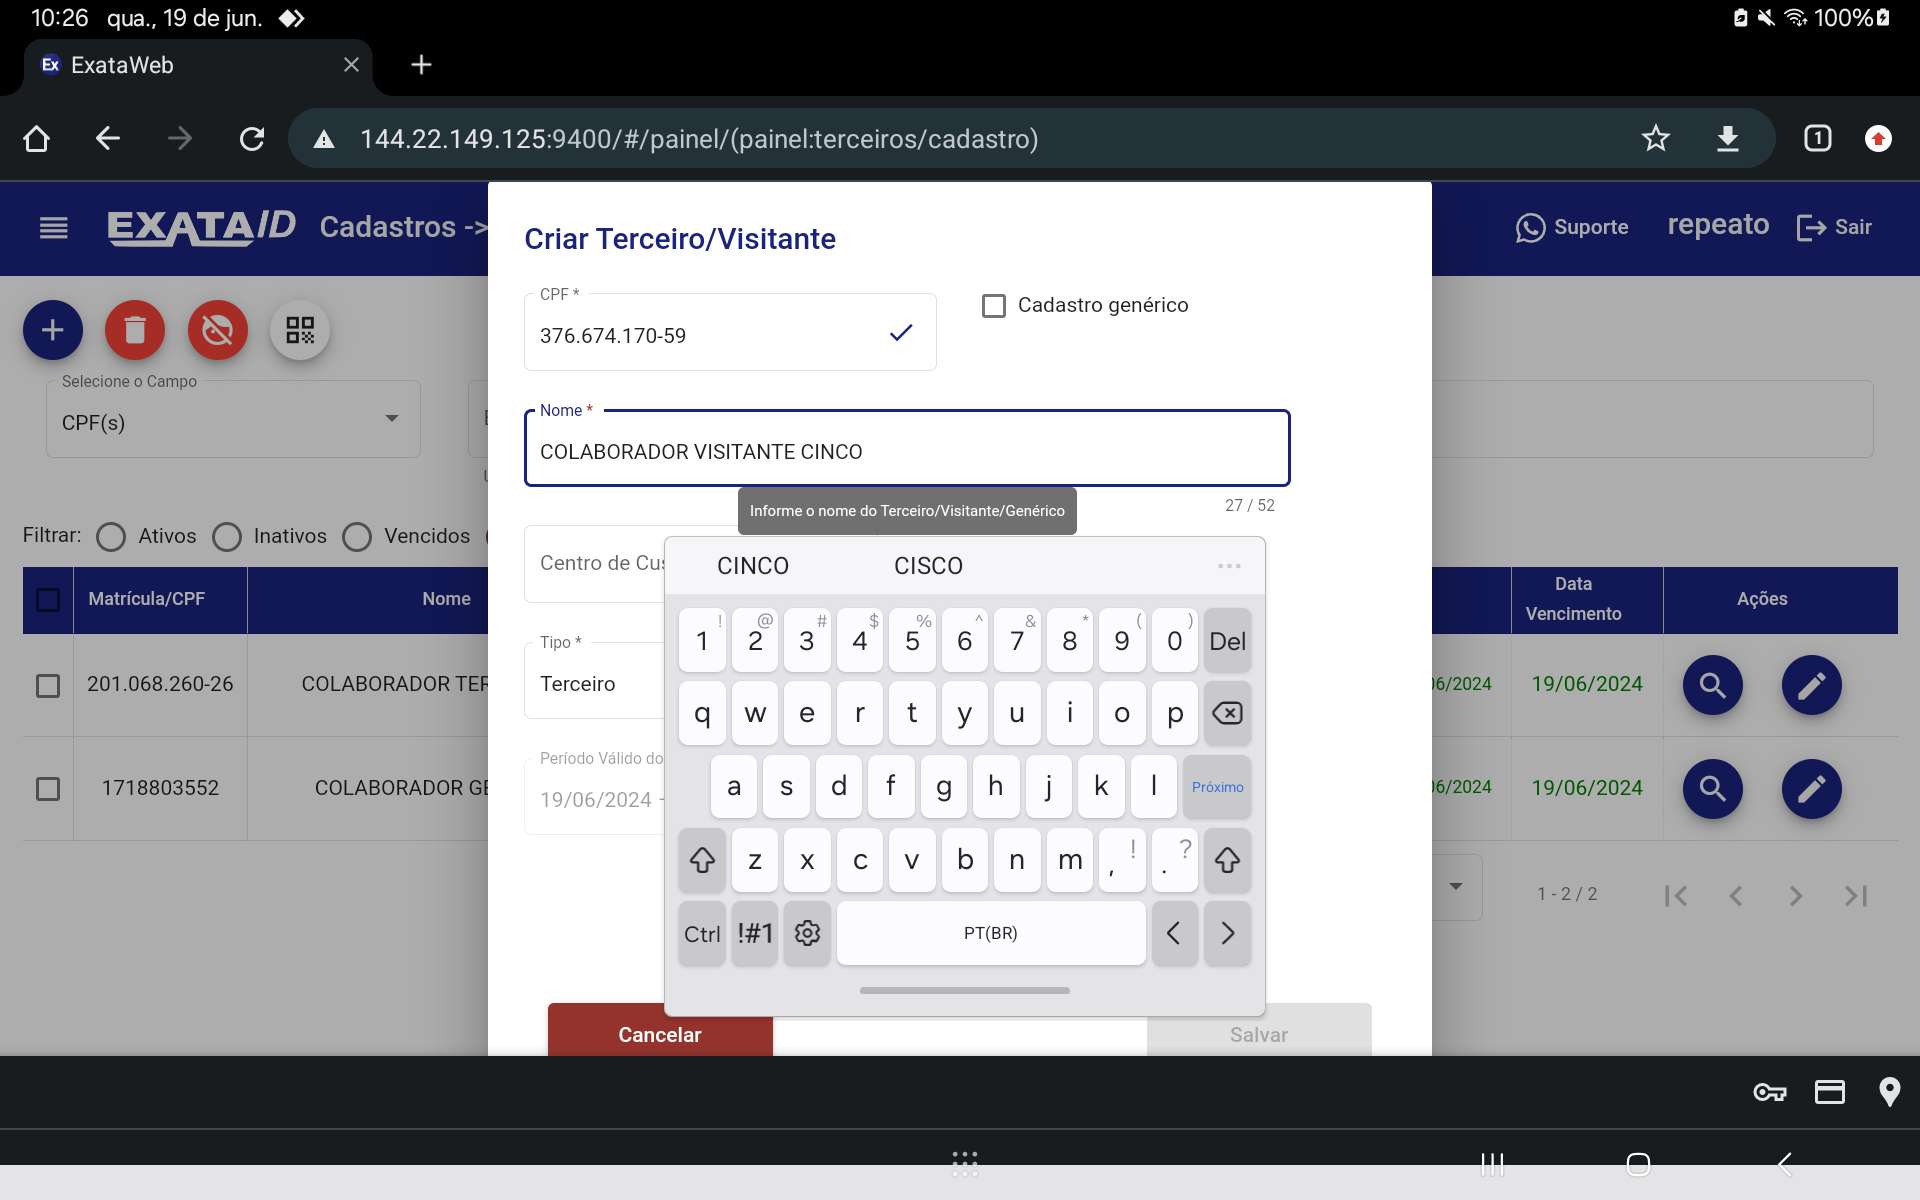 10:26 qua., 19 de jun. 100%
Ex ExataWeb
144.22.149.125:9400/#/painel/(painel:terceiros/cadastro) 1
EXATAID Cadastros -> Suporte repeato Sair
Criar Terceiro/Visitante
CPF *
376.674.170-59
Cadastro genérico
Selecione o Campo
CPF(s)
Nome *
COLABORADOR VISITANTE CINCO
27 / 52
Informe o nome do Terceiro/Visitante/Genérico
Filtrar: Ativos Inativos Vencidos
Centro de Cus
Matrícula/CPF Nome Data Vencimento Ações
201.068.260-26 COLABORADOR TER 06/2024 19/06/2024
1718803552 COLABORADOR GE 06/2024 19/06/2024
1 - 2 / 2
Tipo *
Terceiro
Período Válido do
19/06/2024 -
CINCO CISCO ...
! @ # $ % ^ & * ( )
1 2 3 4 5 6 7 8 9 0 Del
q w e r t y u i o p
a s d f g h j k l Próximo
z x c v b n m , ! . ?
Ctrl !#1 PT(BR) < >
Cancelar Salvar